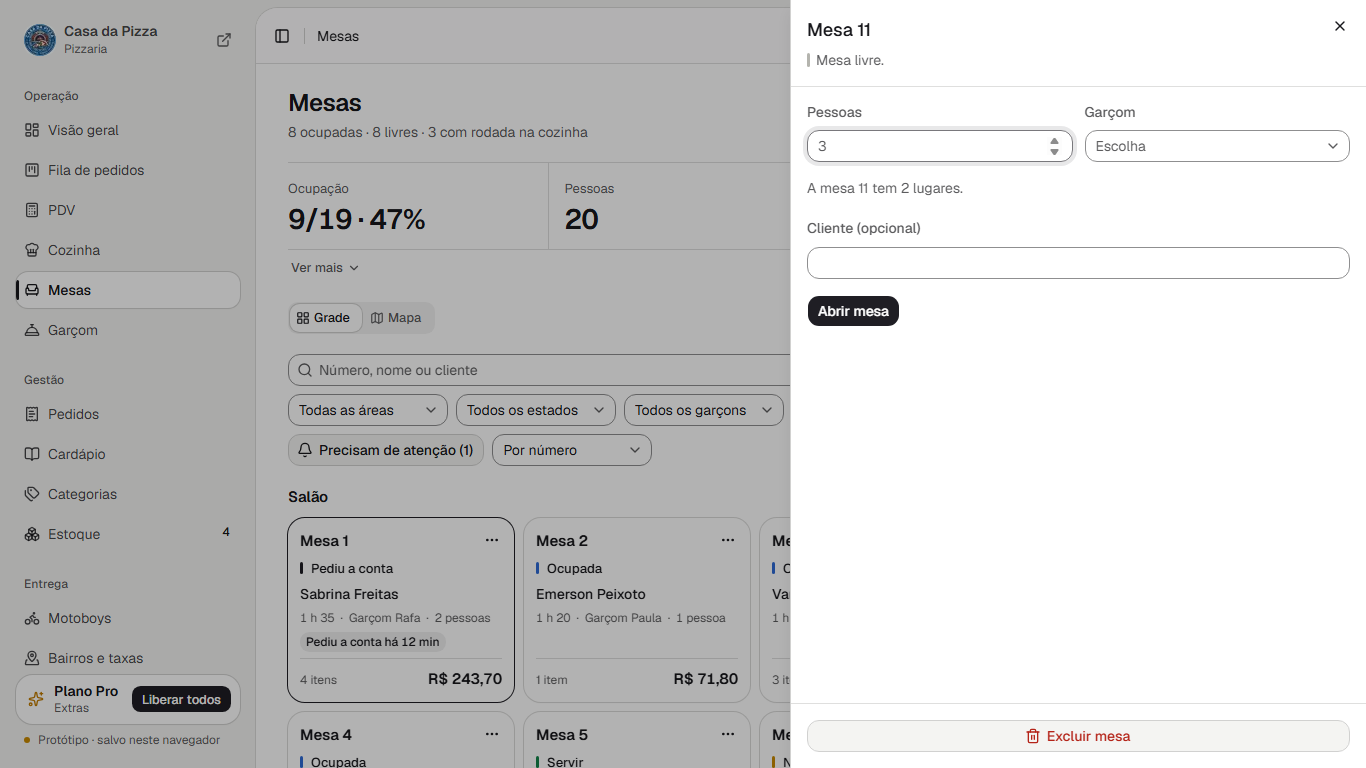 Casa da Pizza
Pizzaria
Operação
Visão geral
Fila de pedidos
PDV
Cozinha
Mesas
Garçom
Gestão
Pedidos
Cardápio
Categorias
Estoque 4
Entrega
Motoboys
Bairros e taxas
Plano Pro
Extras
Liberar todos
Protótipo · salvo neste navegador
Mesas
Mesas
8 ocupadas · 8 livres · 3 com rodada na cozinha
Ocupação
9/19 · 47%
Pessoas
20
Ver mais
Grade Mapa
Número, nome ou cliente
Todas as áreas Todos os estados Todos os garçons
Precisam de atenção (1) Por número
Salão
Mesa 1
Pediu a conta
Sabrina Freitas
1 h 35 · Garçom Rafa · 2 pessoas
Pediu a conta há 12 min
4 itens R$ 243,70
Mesa 2
Ocupada
Emerson Peixoto
1 h 20 · Garçom Paula · 1 pessoa
1 item R$ 71,80
Mesa 4
Ocupada
Mesa 5
Servir
Mesa 11
Mesa livre.
Pessoas
3
Garçom
Escolha
A mesa 11 tem 2 lugares.
Cliente (opcional)
Abrir mesa
Excluir mesa